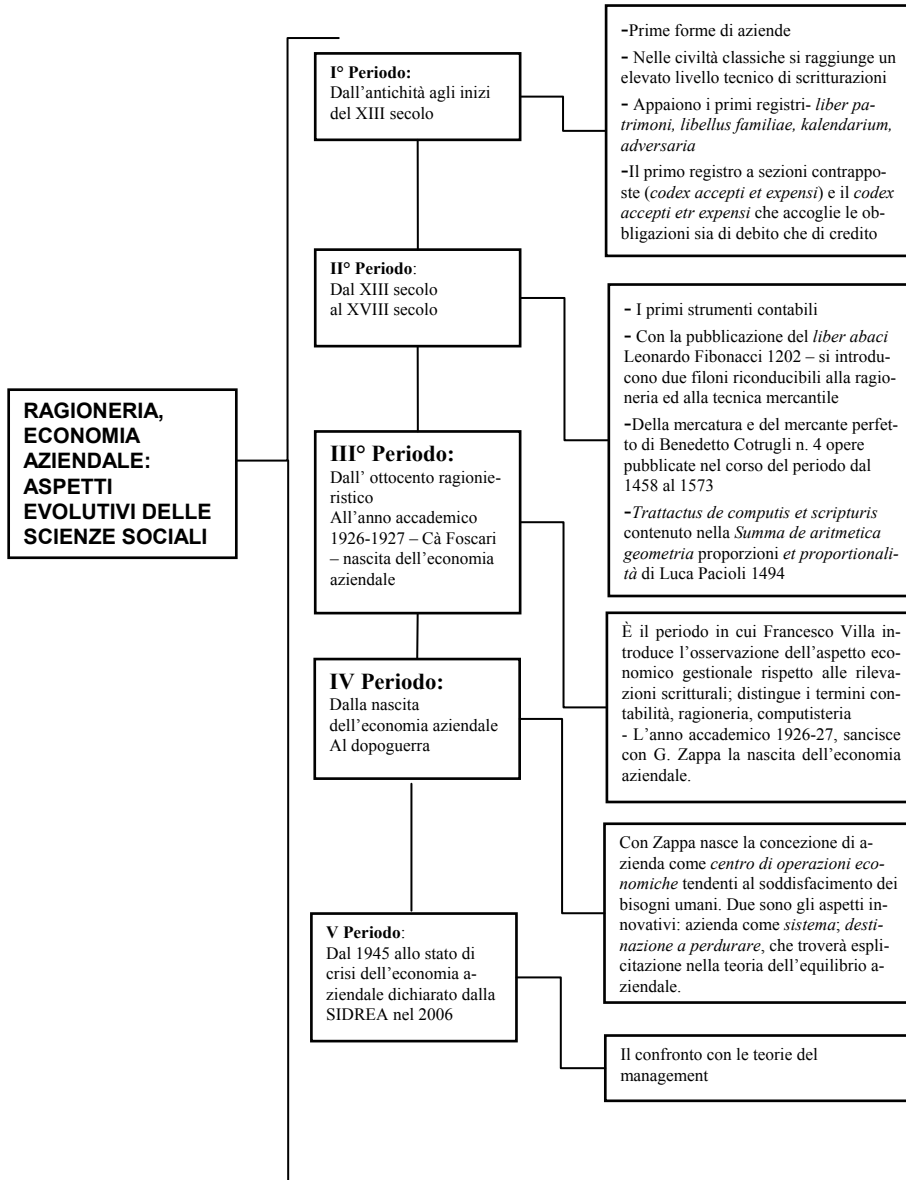 RAGIONERIA,
ECONOMIA
AZIENDALE:
ASPETTI
EVOLUTIVI DELLE
SCIENZE SOCIALI
I° Periodo:
Dall'antichità agli inizi
del XIII secolo
-Prime forme di aziende
- Nelle civiltà classiche si raggiunge un
elevato livello tecnico di scritturazioni
- Appaiono i primi registri- liber pa-
trimoni, libellus familiae, kalendarium,
adversaria
-Il primo registro a sezioni contrappo-
ste (codex accepti et expensi) e il codex
accepti etr expensi che accoglie le ob-
bligazioni sia di debito che di credito
II° Periodo:
Dal XIII secolo
al XVIII secolo
- I primi strumenti contabili
- Con la pubblicazione del liber abaci
Leonardo Fibonacci 1202 – si introdu-
cono due filoni riconducibili alla ragio-
neria ed alla tecnica mercantile
-Della mercatura e del mercante perfet-
to di Benedetto Cotrugli n. 4 opere
pubblicate nel corso del periodo dal
1458 al 1573
- Trattactus de computis et scripturis
contenuto nella Summa de aritmetica
geometria proporzioni et proportionali-
tà di Luca Pacioli 1494
III° Periodo:
Dall' ottocento ragionie-
ristico
All'anno accademico
1926-1927 – Cà Foscari
– nascita dell'economia
aziendale
È il periodo in cui Francesco Villa in-
troduce l'osservazione dell'aspetto eco-
nomico gestionale rispetto alle rileva-
zioni scritturali; distingue i termini con-
tabilità, ragioneria, computisteria
- L'anno accademico 1926-27, sancisce
con G. Zappa la nascita dell'economia
aziendale.
IV Periodo:
Dalla nascita
dell'economia aziendale
Al dopoguerra
Con Zappa nasce la concezione di a-
zienda come centro di operazioni eco-
nomiche tendenti al soddisfacimento dei
bisogni umani. Due sono gli aspetti in-
novativi: azienda come sistema; desti-
nazione a perdurare, che troverà espli-
citazione nella teoria dell'equilibrio a-
ziendale.
V Periodo:
Dal 1945 allo stato di
crisi dell'economia a-
ziendale dichiarato dalla
SIDREA nel 2006
Il confronto con le teorie del
management